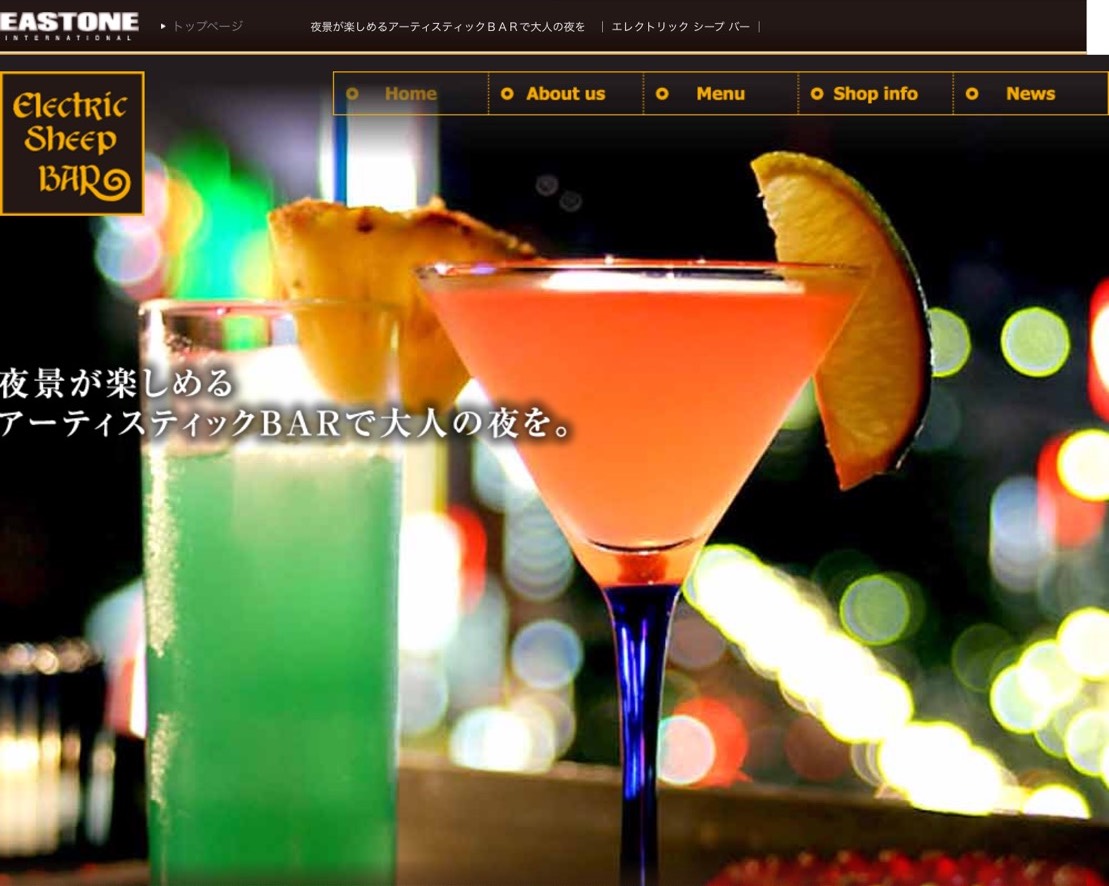 EASTONE
INTERNATIONAL
トップページ
夜景が楽しめるアーティスティックBARで大人の夜を ｜ エレクトリック シープ バー ｜
Electric
Sheep
BAR
Home
About us
Menu
Shop info
News
夜景が楽しめる
アーティスティックBARで大人の夜を。